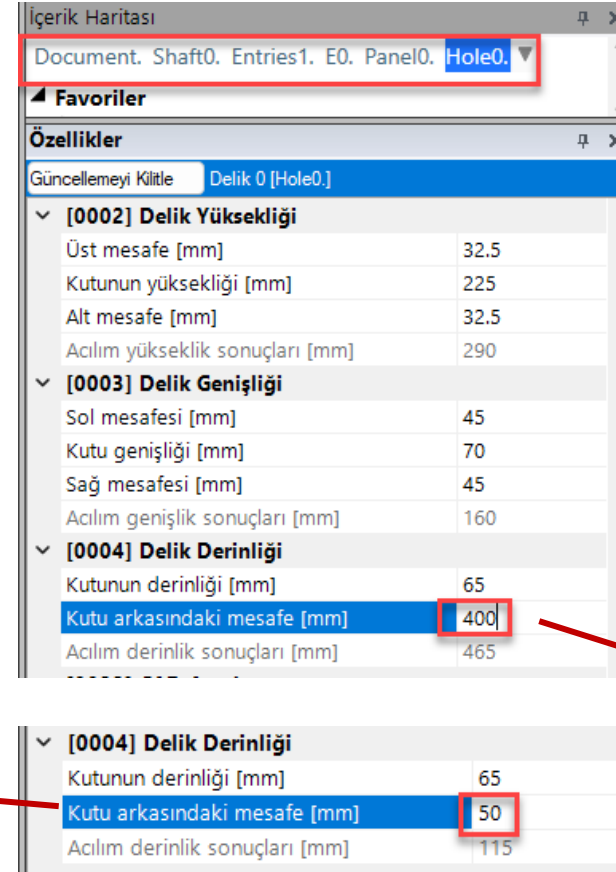 İçerik Haritası
Document. Shaft0. Entries1. E0. Panel0. Hole0.
Favoriler
Özellikler
Güncellemeyi Kilitle Delik 0 [Hole0.]
[0002] Delik Yüksekliği
Üst mesafe [mm] 32.5
Kutunun yüksekliği [mm] 225
Alt mesafe [mm] 32.5
Acılım yükseklik sonuçları [mm] 290
[0003] Delik Genişliği
Sol mesafesi [mm] 45
Kutu genişliği [mm] 70
Sağ mesafesi [mm] 45
Acılım genişlik sonuçları [mm] 160
[0004] Delik Derinliği
Kutunun derinliği [mm] 65
Kutu arkasındaki mesafe [mm] 400
Acılım derinlik sonuçları [mm] 465
[0004] Delik Derinliği
Kutunun derinliği [mm] 65
Kutu arkasındaki mesafe [mm] 50
Acılım derinlik sonuçları [mm] 115